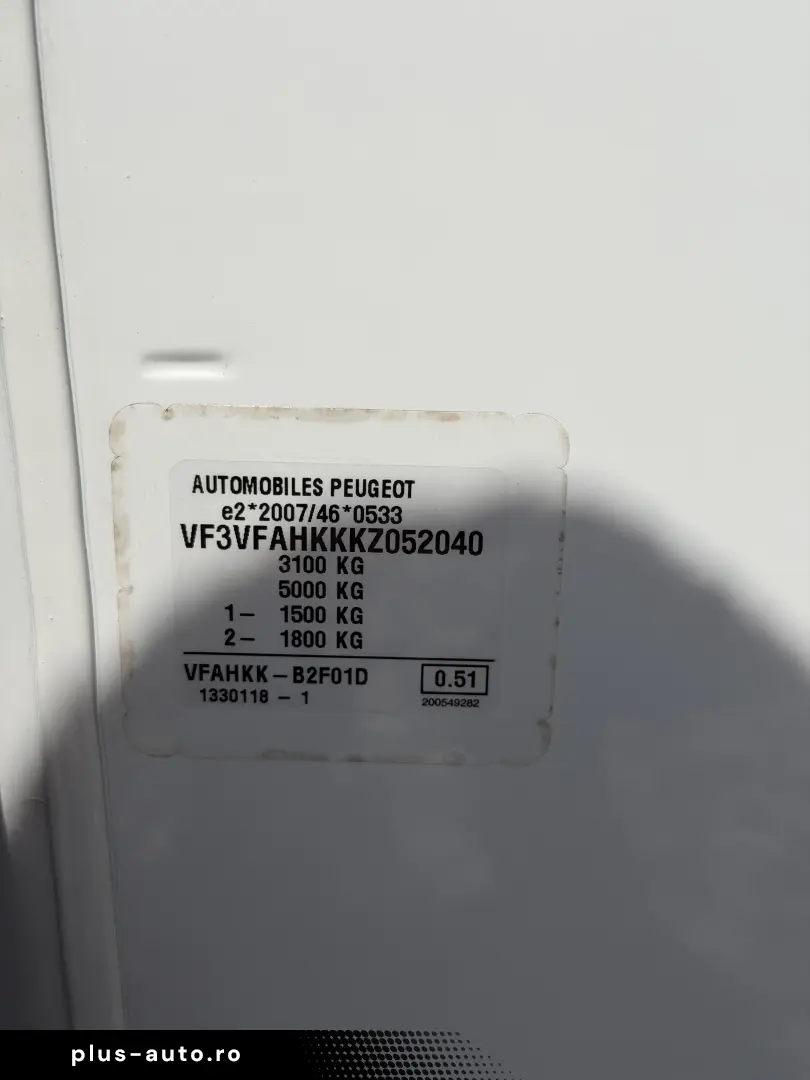 AUTOMOBILES PEUGEOT
e2*2007/46*0533
VF3VFAHKKKZ052040
3100 KG
5000 KG
1- 1500 KG
2- 1800 KG
VFAHKK-B2F01D 0.51
1330118 - 1 200549282
plus-auto.ro